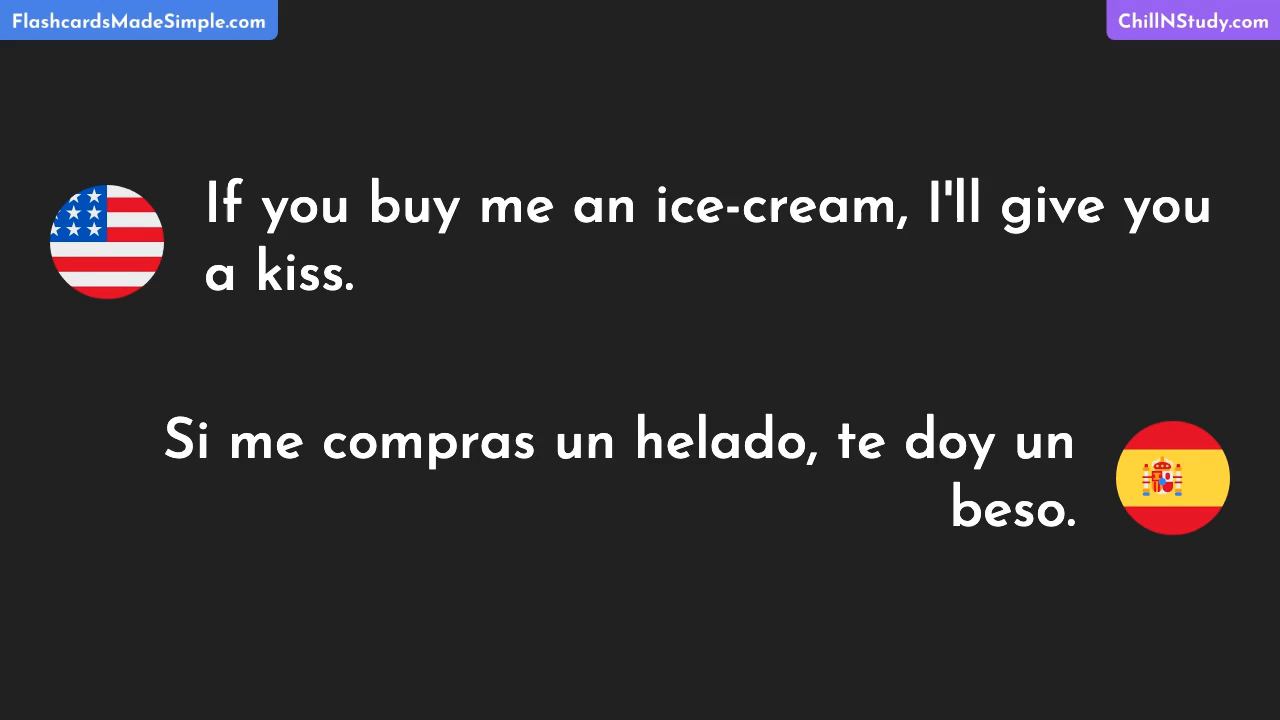 FlashcardsMadeSimple.com
ChillNStudy.com
If you buy me an ice-cream, I'll give you
a kiss.
Si me compras un helado, te doy un
beso.